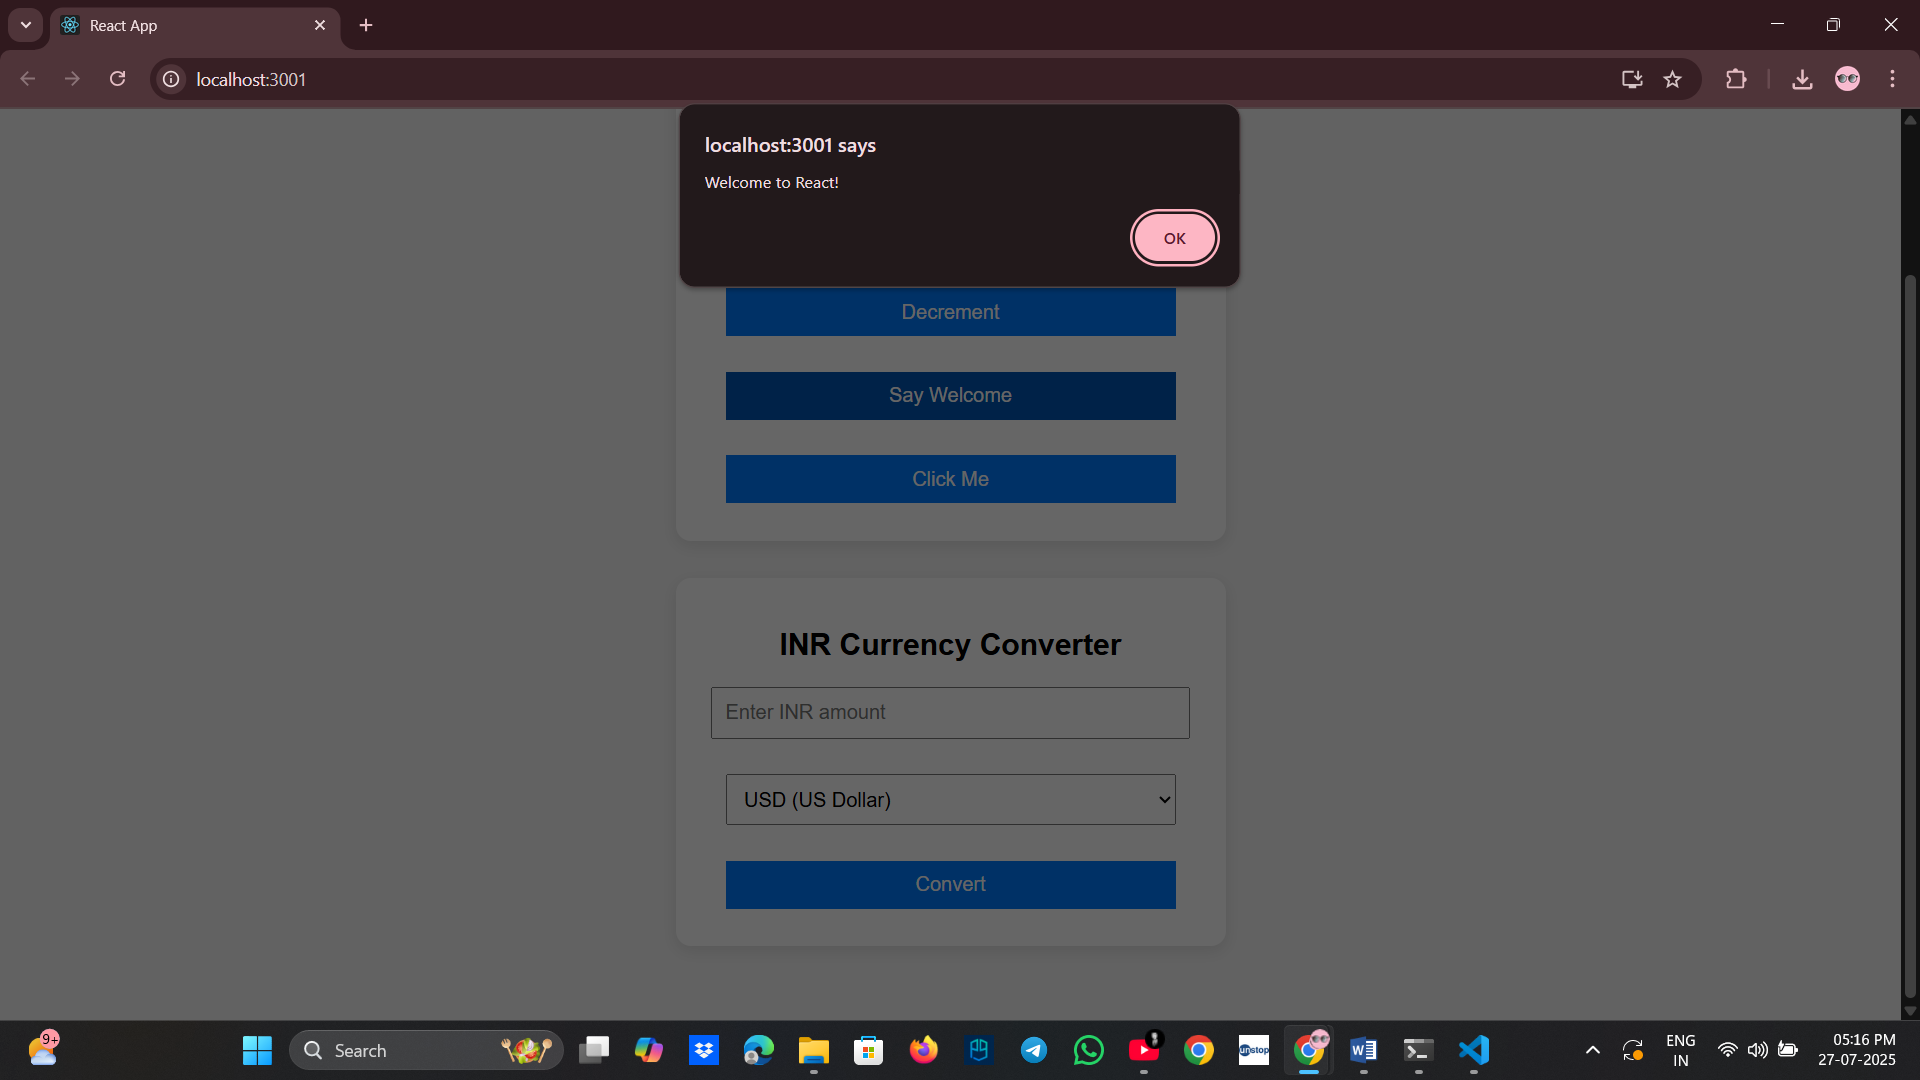 React App
localhost:3001
localhost:3001 says
Welcome to React!
OK
Decrement
Say Welcome
Click Me
INR Currency Converter
Enter INR amount
USD (US Dollar)
Convert
9+
Search
unstop
ENG
IN
05:16 PM
27-07-2025